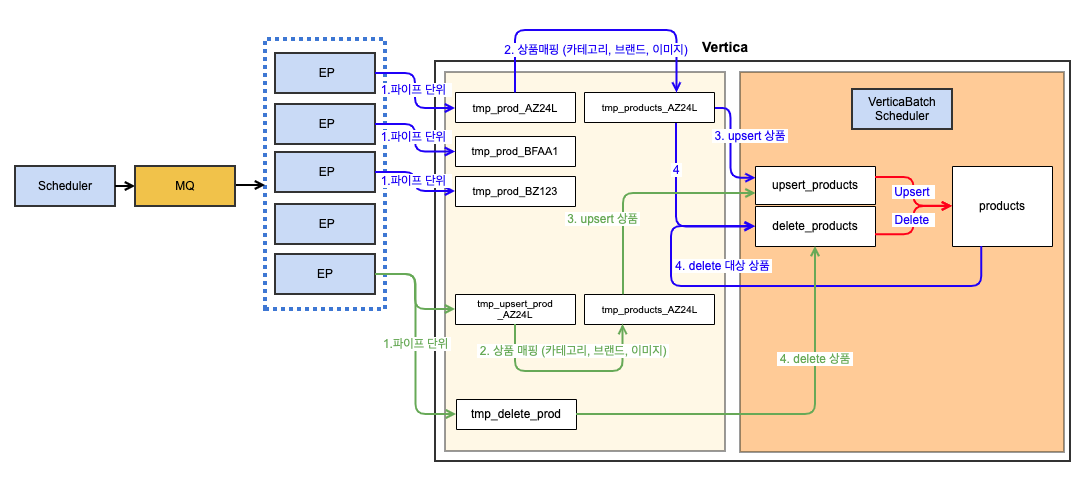 2. 상품매핑 (카테고리, 브랜드, 이미지)
Vertica
EP
1.파이프 단위
tmp_prod_AZ24L
tmp_products_AZ24L
VerticaBatch
Scheduler
EP
1.파이프 단위
3. upsert 상품
tmp_prod_BFAA1
EP
1.파이프 단위
4
Scheduler
MQ
tmp_prod_BZ123
upsert_products
Upsert
products
EP
3. upsert 상품
delete_products
Delete
EP
4. delete 대상 상품
tmp_upsert_prod
_AZ24L
tmp_products_AZ24L
1.파이프 단위
2. 상품 매핑 (카테고리, 브랜드, 이미지)
4. delete 상품
tmp_delete_prod